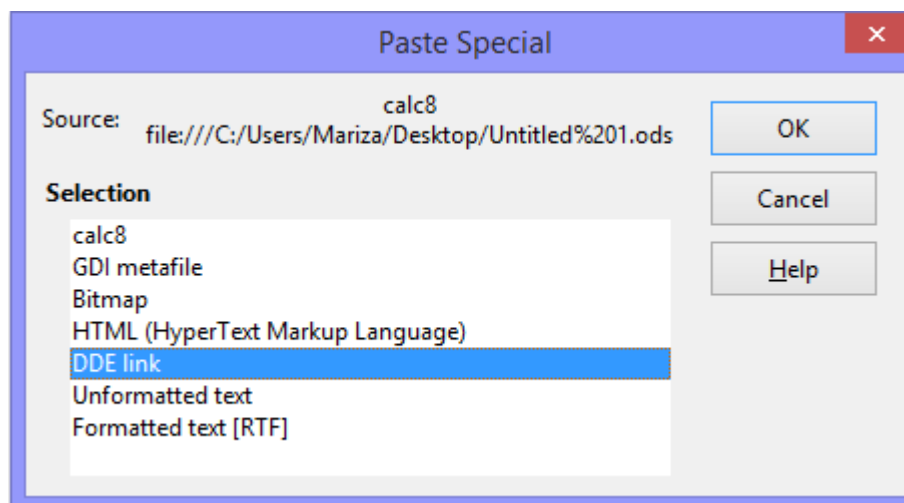 Paste Special
Source:
calc8
file:///C:/Users/Mariza/Desktop/Untitled%201.ods
OK
Selection
Cancel
calc8
GDI metafile
Help
Bitmap
HTML (HyperText Markup Language)
DDE link
Unformatted text
Formatted text [RTF]